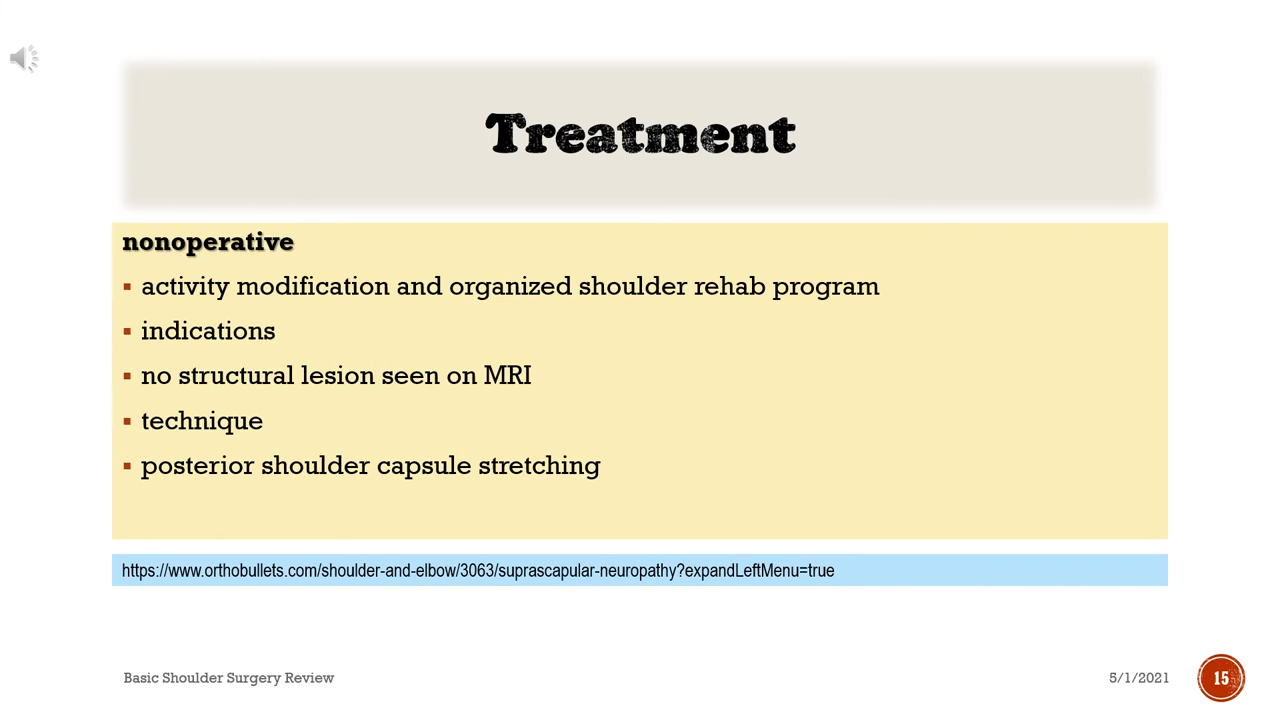 Treatment
nonoperative
▪ activity modification and organized shoulder rehab program
▪ indications
▪ no structural lesion seen on MRI
▪ technique
▪ posterior shoulder capsule stretching
https://www.orthobullets.com/shoulder-and-elbow/3063/suprascapular-neuropathy?expandLeftMenu=true
Basic Shoulder Surgery Review
5/1/2021
15